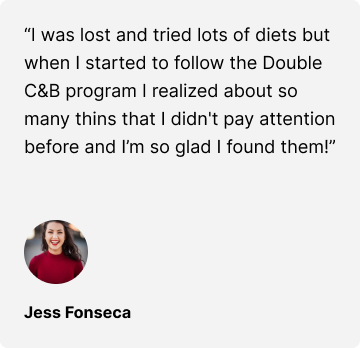 “I was lost and tried lots of diets but
when I started to follow the Double
C&B program I realized about so
many thins that I didn't pay attention
before and I’m so glad I found them!”
Jess Fonseca